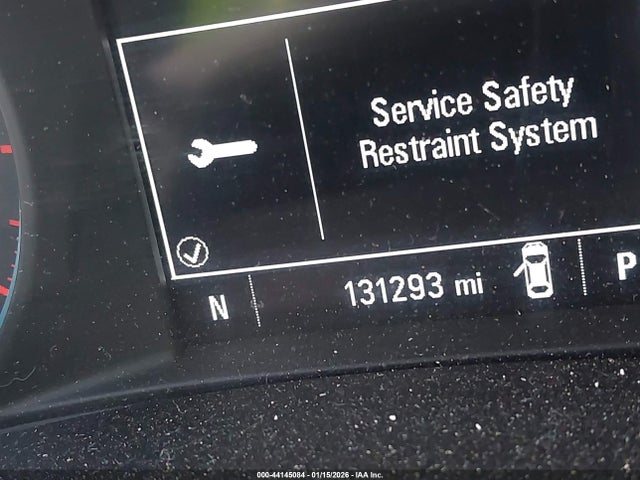 Service Safety
Restraint System
N
131293 mi
P
000-44145084 - 01/15/2026 - IAA Inc.